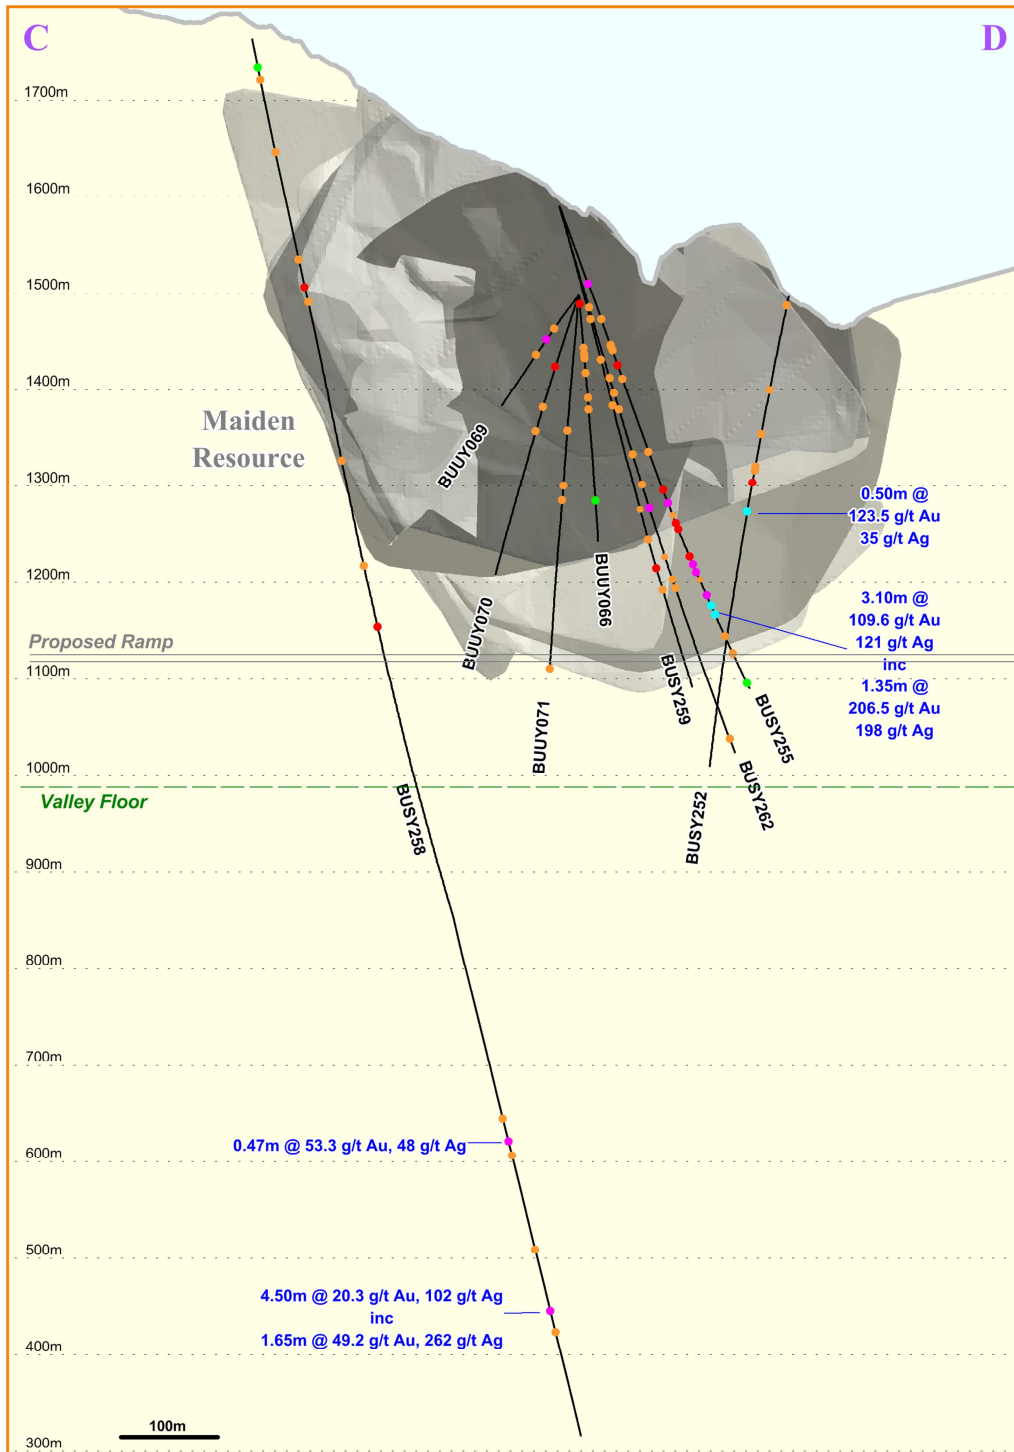 C
D
1700m
1600m
1500m
1400m
Maiden
Resource
BUUY069
1300m
0.50m @
123.5 g/t Au
35 g/t Ag
1200m
BUUY070
BUUY066
3.10m @
109.6 g/t Au
121 g/t Ag
inc
1.35m @
206.5 g/t Au
198 g/t Ag
Proposed Ramp
1100m
BUUY071
BUSY259
BUSY255
1000m
Valley Floor
BUSY258
BUSY252
BUSY262
900m
800m
700m
0.47m @ 53.3 g/t Au, 48 g/t Ag
600m
500m
4.50m @ 20.3 g/t Au, 102 g/t Ag
inc
1.65m @ 49.2 g/t Au, 262 g/t Ag
400m
100m
300m